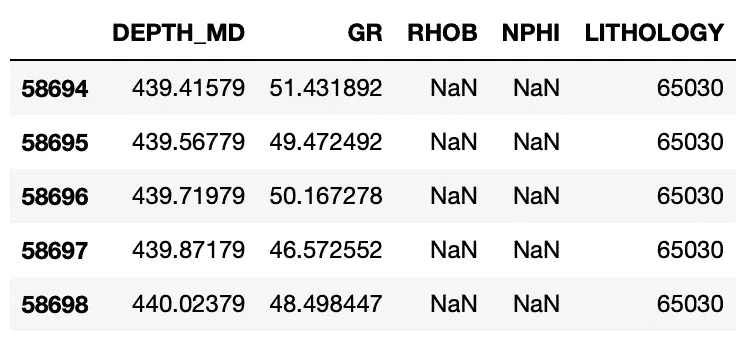 DEPTH_MD GR RHOB NPHI LITHOLOGY
58694 439.41579 51.431892 NaN NaN 65030
58695 439.56779 49.472492 NaN NaN 65030
58696 439.71979 50.167278 NaN NaN 65030
58697 439.87179 46.572552 NaN NaN 65030
58698 440.02379 48.498447 NaN NaN 65030